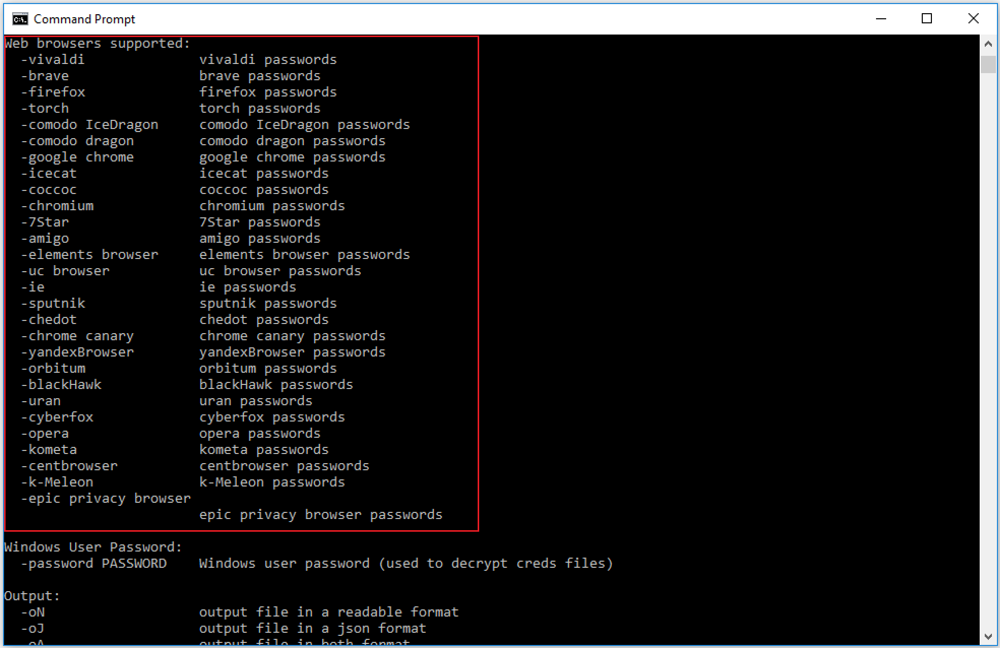 Command Prompt
Web browsers supported:
  -vivaldi              vivaldi passwords
  -brave                brave passwords
  -firefox              firefox passwords
  -torch                torch passwords
  -comodo IceDragon     comodo IceDragon passwords
  -comodo dragon        comodo dragon passwords
  -google chrome        google chrome passwords
  -icecat               icecat passwords
  -coccoc               coccoc passwords
  -chromium             chromium passwords
  -7Star                7Star passwords
  -amigo                amigo passwords
  -elements browser     elements browser passwords
  -uc browser           uc browser passwords
  -ie                   ie passwords
  -sputnik              sputnik passwords
  -chedot               chedot passwords
  -chrome canary        chrome canary passwords
  -yandexBrowser        yandexBrowser passwords
  -orbitum              orbitum passwords
  -blackHawk            blackHawk passwords
  -uran                 uran passwords
  -cyberfox             cyberfox passwords
  -opera                opera passwords
  -kometa               kometa passwords
  -centbrowser          centbrowser passwords
  -k-Meleon             k-Meleon passwords
  -epic privacy browser
                        epic privacy browser passwords
Windows User Password:
  -password PASSWORD    Windows user password (used to decrypt creds files)
Output:
  -oN                   output file in a readable format
  -oJ                   output file in a json format
  -oA                   output file in both format